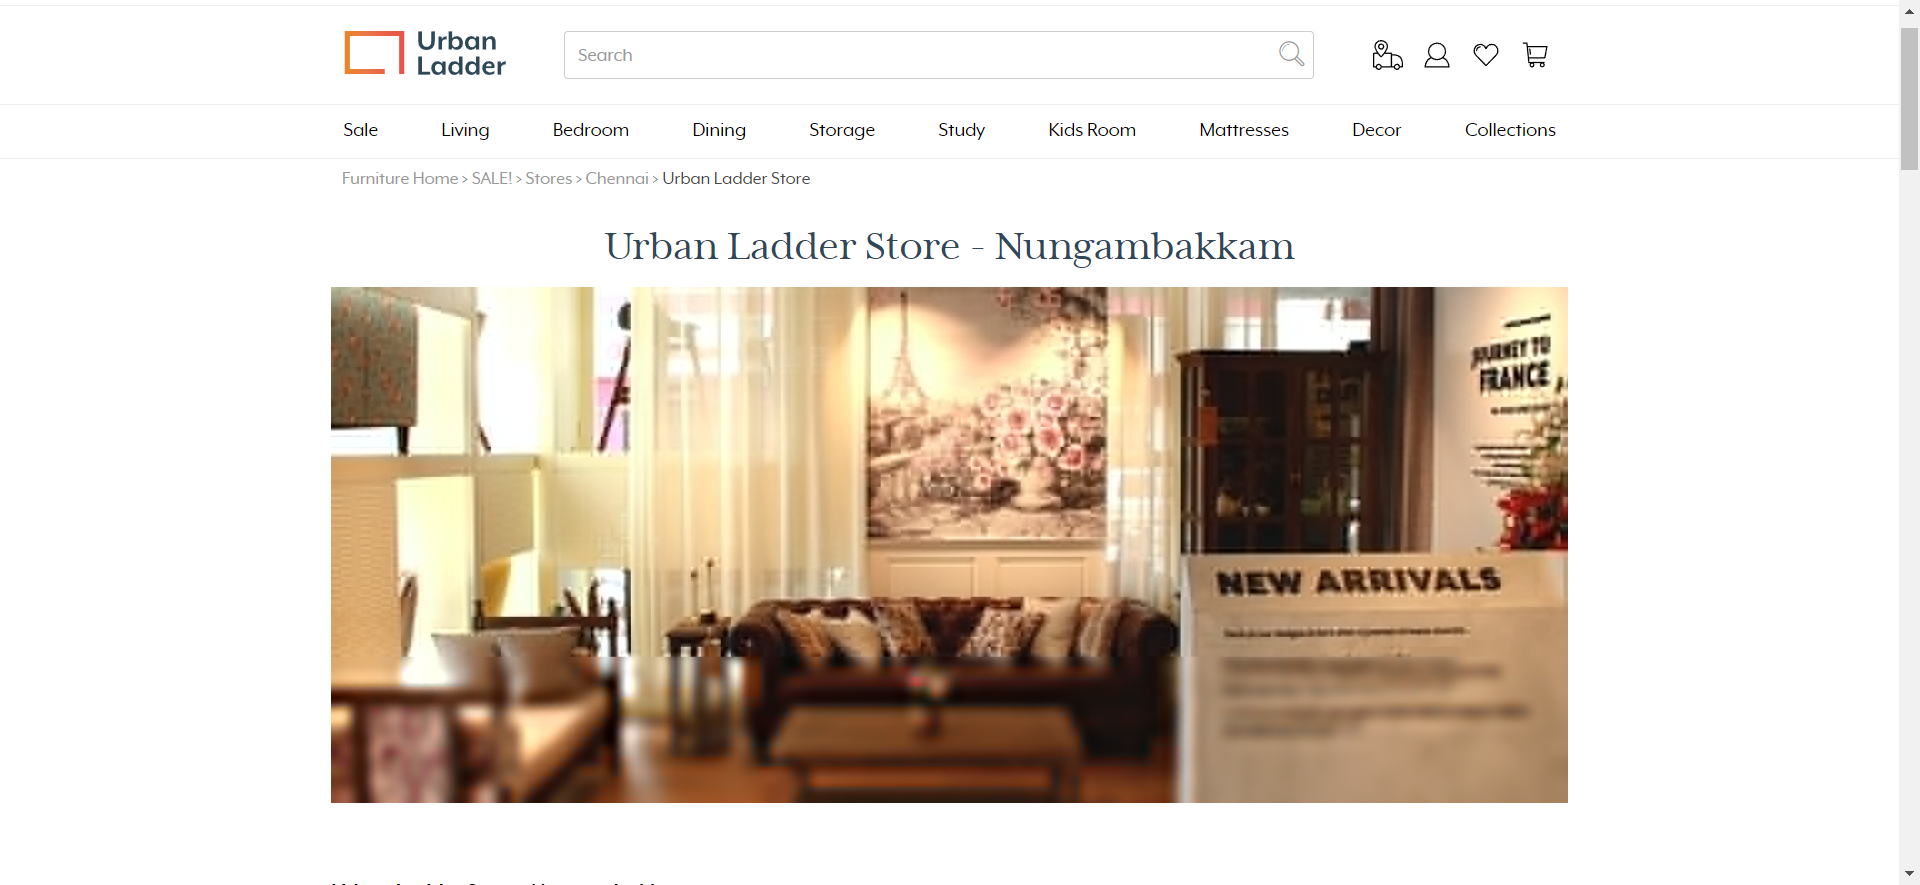 Urban
Ladder
Search
Sale Living Bedroom Dining Storage Study Kids Room Mattresses Decor Collections
Furniture Home > SALE! > Stores > Chennai > Urban Ladder Store
Urban Ladder Store - Nungambakkam
JOURNEY TO
FRANCE
NEW ARRIVALS